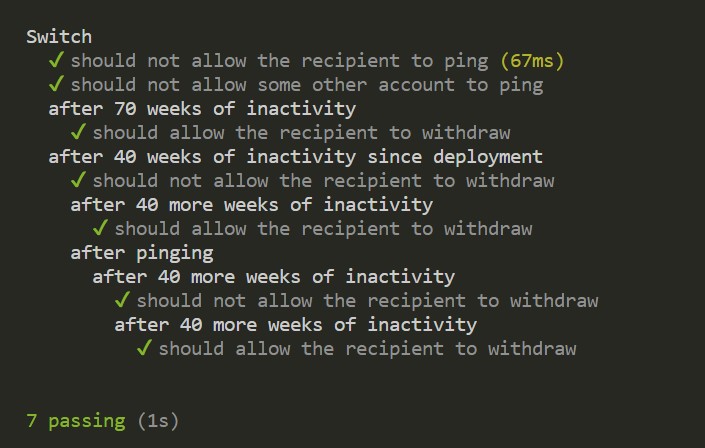 Switch
✓ should not allow the recipient to ping (67ms)
✓ should not allow some other account to ping
after 70 weeks of inactivity
✓ should allow the recipient to withdraw
after 40 weeks of inactivity since deployment
✓ should not allow the recipient to withdraw
after 40 more weeks of inactivity
✓ should allow the recipient to withdraw
after pinging
after 40 more weeks of inactivity
✓ should not allow the recipient to withdraw
after 40 more weeks of inactivity
✓ should allow the recipient to withdraw
7 passing (1s)